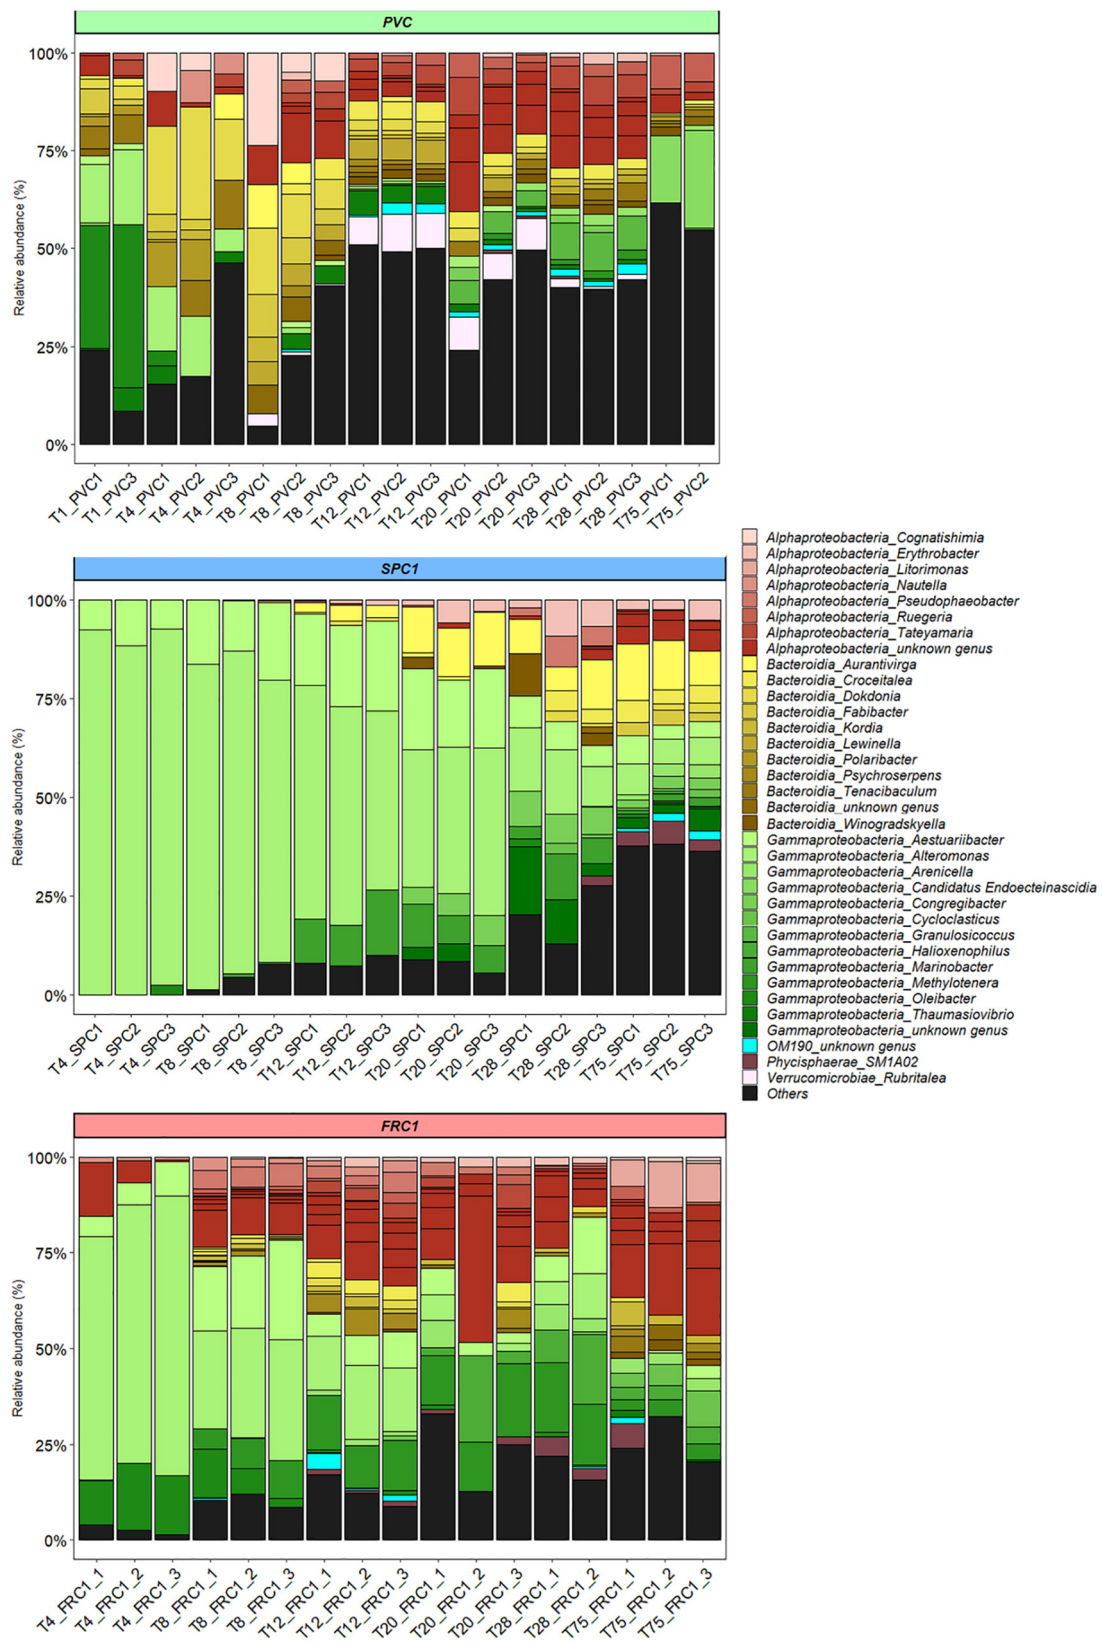 PVC
100%
75%
50%
25%
0%
Relative abundance (%)
T1_PVC1
T1_PVC3
T4_PVC1
T4_PVC2
T4_PVC3
T8_PVC1
T8_PVC2
T8_PVC3
T12_PVC1
T12_PVC2
T12_PVC3
T20_PVC1
T20_PVC2
T20_PVC3
T28_PVC1
T28_PVC2
T28_PVC3
T75_PVC1
T75_PVC2
SPC1
100%
75%
50%
25%
0%
Relative abundance (%)
T4_SPC1
T4_SPC2
T4_SPC3
T8_SPC1
T8_SPC2
T8_SPC3
T12_SPC1
T12_SPC2
T12_SPC3
T20_SPC1
T20_SPC2
T20_SPC3
T28_SPC1
T28_SPC2
T28_SPC3
T75_SPC1
T75_SPC2
T75_SPC3
Alphaproteobacteria_Cognatishimia
Alphaproteobacteria_Erythrobacter
Alphaproteobacteria_Litorimonas
Alphaproteobacteria_Nautella
Alphaproteobacteria_Pseudophaeobacter
Alphaproteobacteria_Ruegeria
Alphaproteobacteria_Tateyamaria
Alphaproteobacteria_unknown genus
Bacteroidia_Aurantivirga
Bacteroidia_Croceitalea
Bacteroidia_Dokdonia
Bacteroidia_Fabibacter
Bacteroidia_Kordia
Bacteroidia_Lewinella
Bacteroidia_Polaribacter
Bacteroidia_Psychroserpens
Bacteroidia_Tenacibaculum
Bacteroidia_unknown genus
Bacteroidia_Winogradskyella
Gammaproteobacteria_Aestuariibacter
Gammaproteobacteria_Alteromonas
Gammaproteobacteria_Arenicella
Gammaproteobacteria_Candidatus Endoecteinascidia
Gammaproteobacteria_Congregibacter
Gammaproteobacteria_Cycloclasticus
Gammaproteobacteria_Granulosicoccus
Gammaproteobacteria_Halioxenophilus
Gammaproteobacteria_Marinobacter
Gammaproteobacteria_Methylotenera
Gammaproteobacteria_Oleibacter
Gammaproteobacteria_Thaumasiovibrio
Gammaproteobacteria_unknown genus
OM190_unknown genus
Phycisphaerae_SM1A02
Verrucomicrobiae_Rubritalea
Others
FRC1
100%
75%
50%
25%
0%
Relative abundance (%)
T4_FRC1_1
T4_FRC1_2
T4_FRC1_3
T8_FRC1_1
T8_FRC1_2
T8_FRC1_3
T12_FRC1_1
T12_FRC1_2
T12_FRC1_3
T20_FRC1_1
T20_FRC1_2
T20_FRC1_3
T28_FRC1_1
T28_FRC1_2
T75_FRC1_1
T75_FRC1_2
T75_FRC1_3